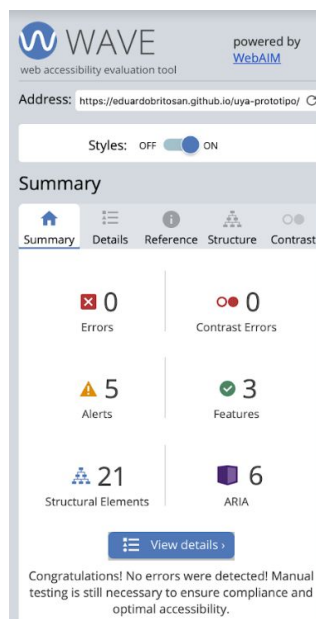 WAVE
web accessibility evaluation tool
powered by
WebAIM
Address: https://eduardobritosan.github.io/uya-prototipo/
Styles: OFF ON
Summary
Summary Details Reference Structure Contrast
0 0
Errors Contrast Errors
5 3
Alerts Features
21 6
Structural Elements ARIA
View details ›
Congratulations! No errors were detected! Manual
testing is still necessary to ensure compliance and
optimal accessibility.